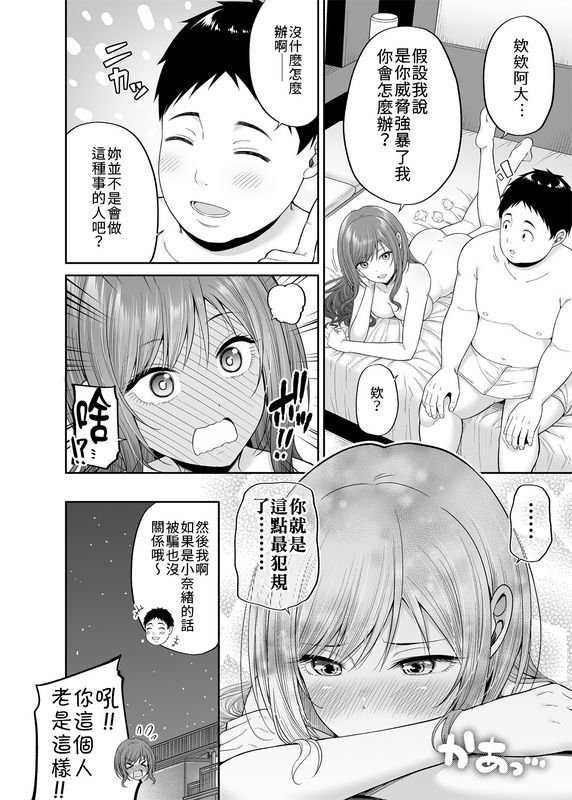 欸欸阿大…
假設我說
是你威脅強暴了我
你會怎麼辦？
欸？
沒什麼怎麼
辦啊——
ニカッ
妳並不是會做
這種事的人吧？
ボッ!!!
啥!?
………
你就是
這點最犯規
了………
かあっ…
然後我啊
如果是小奈緒的話
被騙也沒
關係哦～
吼!!
你這個人
老是這樣!!